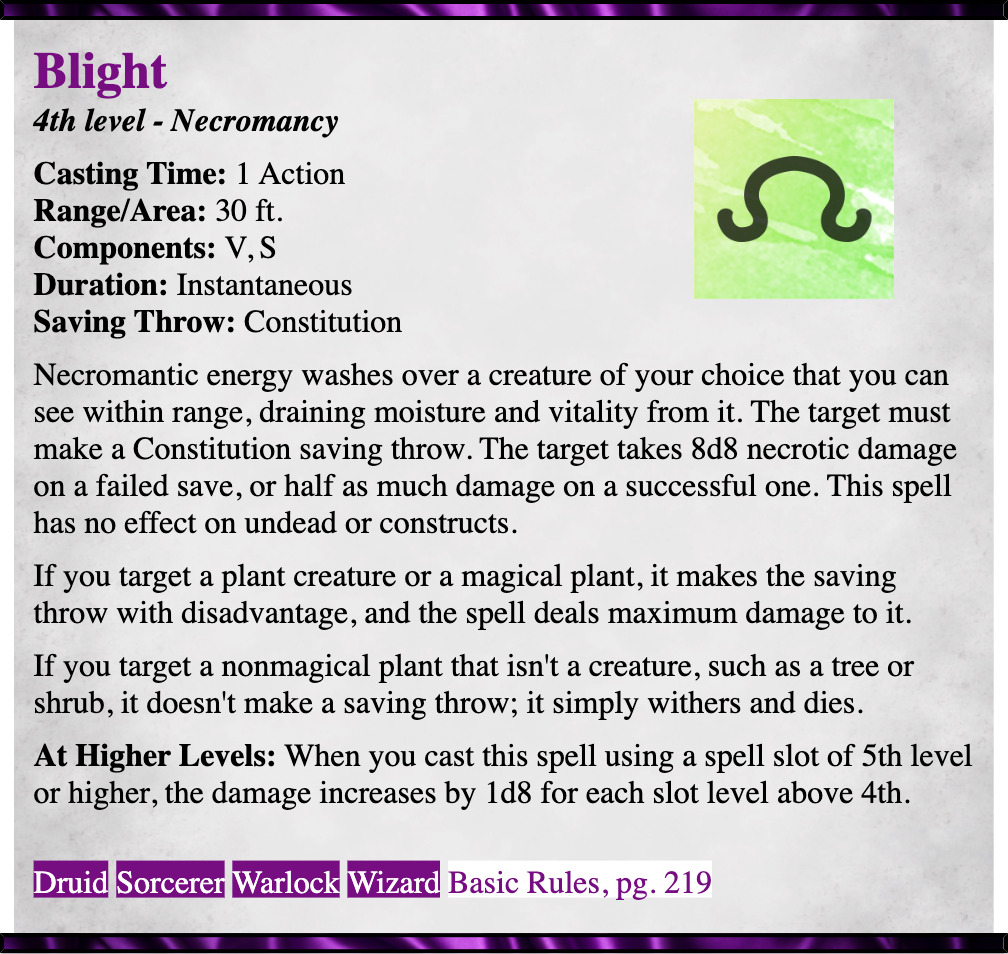 Blight
4th level - Necromancy
Casting Time: 1 Action
Range/Area: 30 ft.
Components: V, S
Duration: Instantaneous
Saving Throw: Constitution
Necromantic energy washes over a creature of your choice that you can
see within range, draining moisture and vitality from it. The target must
make a Constitution saving throw. The target takes 8d8 necrotic damage
on a failed save, or half as much damage on a successful one. This spell
has no effect on undead or constructs.
If you target a plant creature or a magical plant, it makes the saving
throw with disadvantage, and the spell deals maximum damage to it.
If you target a nonmagical plant that isn't a creature, such as a tree or
shrub, it doesn't make a saving throw; it simply withers and dies.
At Higher Levels: When you cast this spell using a spell slot of 5th level
or higher, the damage increases by 1d8 for each slot level above 4th.
Druid Sorcerer Warlock Wizard Basic Rules, pg. 219